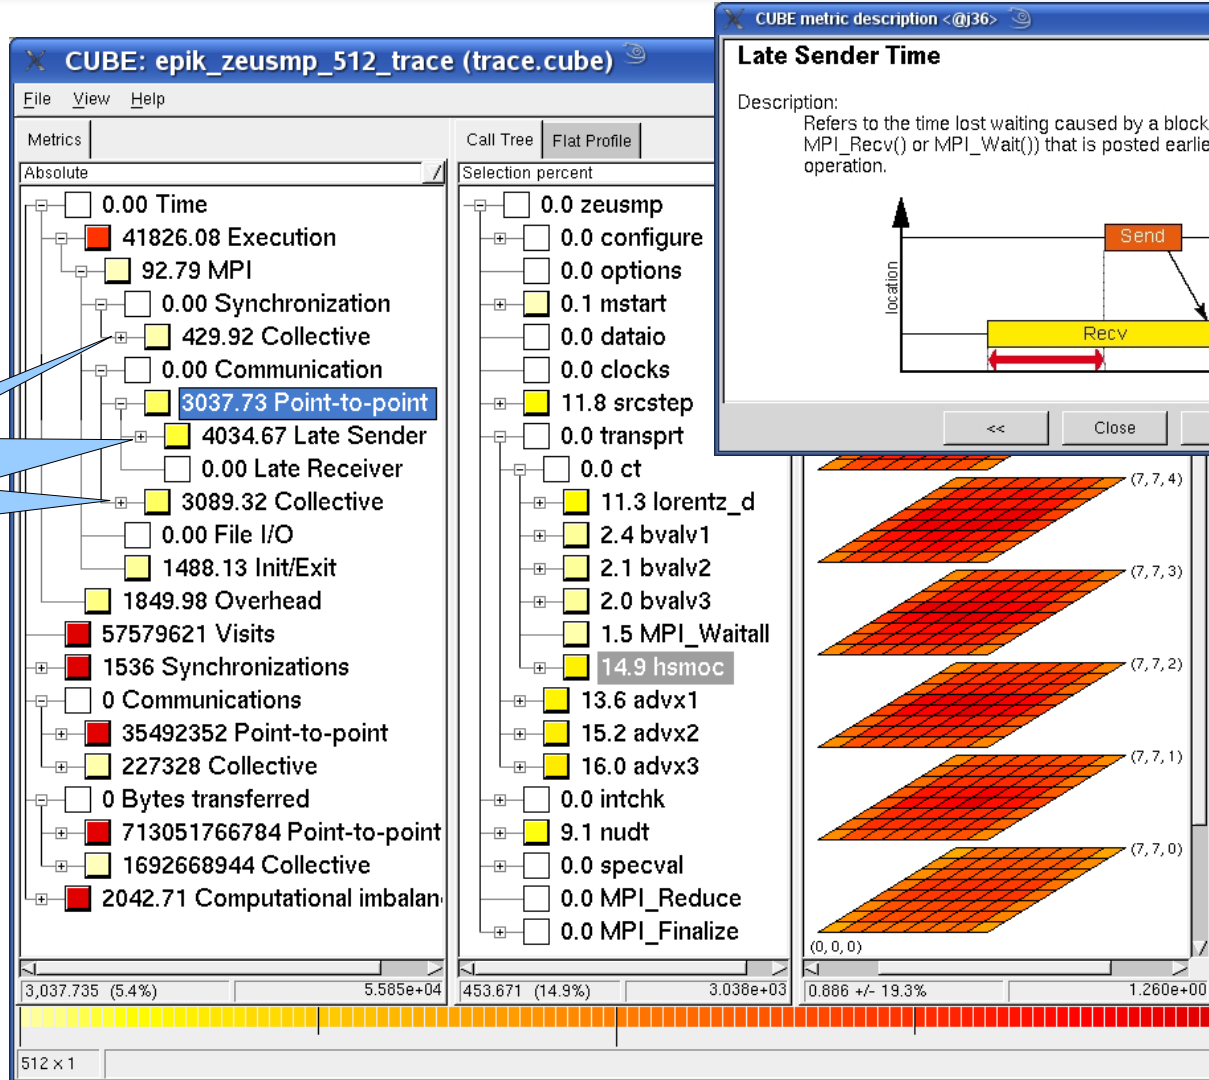 CUBE metric description <@j36>
Late Sender Time
Description:
Refers to the time lost waiting caused by a block
MPI_Recv() or MPI_Wait()) that is posted earlie
operation.
location
Send
Recv
<<
Close
CUBE: epik_zeusmp_512_trace (trace.cube)
File View Help
Metrics
Absolute
0.00 Time
41826.08 Execution
92.79 MPI
0.00 Synchronization
429.92 Collective
0.00 Communication
3037.73 Point-to-point
4034.67 Late Sender
0.00 Late Receiver
3089.32 Collective
0.00 File I/O
1488.13 Init/Exit
1849.98 Overhead
57579621 Visits
1536 Synchronizations
0 Communications
35492352 Point-to-point
227328 Collective
0 Bytes transferred
713051766784 Point-to-point
1692668944 Collective
2042.71 Computational imbalan
3,037.735 (5.4%)
5.585e+04
Call Tree Flat Profile
Selection percent
0.0 zeusmp
0.0 configure
0.0 options
0.1 mstart
0.0 dataio
0.0 clocks
11.8 srcstep
0.0 transprt
0.0 ct
11.3 lorentz_d
2.4 bvalv1
2.1 bvalv2
2.0 bvalv3
1.5 MPI_Waitall
14.9 hsmoc
13.6 advx1
15.2 advx2
16.0 advx3
0.0 intchk
9.1 nudt
0.0 specval
0.0 MPI_Reduce
0.0 MPI_Finalize
453.671 (14.9%)
3.038e+03
(7, 7, 4)
(7, 7, 3)
(7, 7, 2)
(7, 7, 1)
(7, 7, 0)
(0, 0, 0)
0.886 +/- 19.3%
1.260e+00
512 x 1